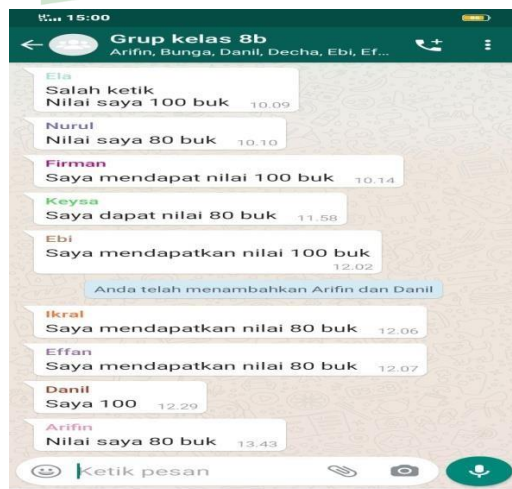 15:00
Grup kelas 8b
Arifin, Bunga, Danil, Decha, Ebi, Ef...
Ela
Salah ketik
Nilai saya 100 buk 10.09
Nurul
Nilai saya 80 buk 10.10
Firman
Saya mendapat nilai 100 buk 10.14
Keysa
Saya dapat nilai 80 buk 11.58
Ebi
Saya mendapatkan nilai 100 buk
12.02
Anda telah menambahkan Arifin dan Danil
Ikral
Saya mendapatkan nilai 80 buk 12.06
Effan
Saya mendapatkan nilai 80 buk 12.07
Danil
Saya 100 12.29
Arifin
Nilai saya 80 buk 13.43
Ketik pesan